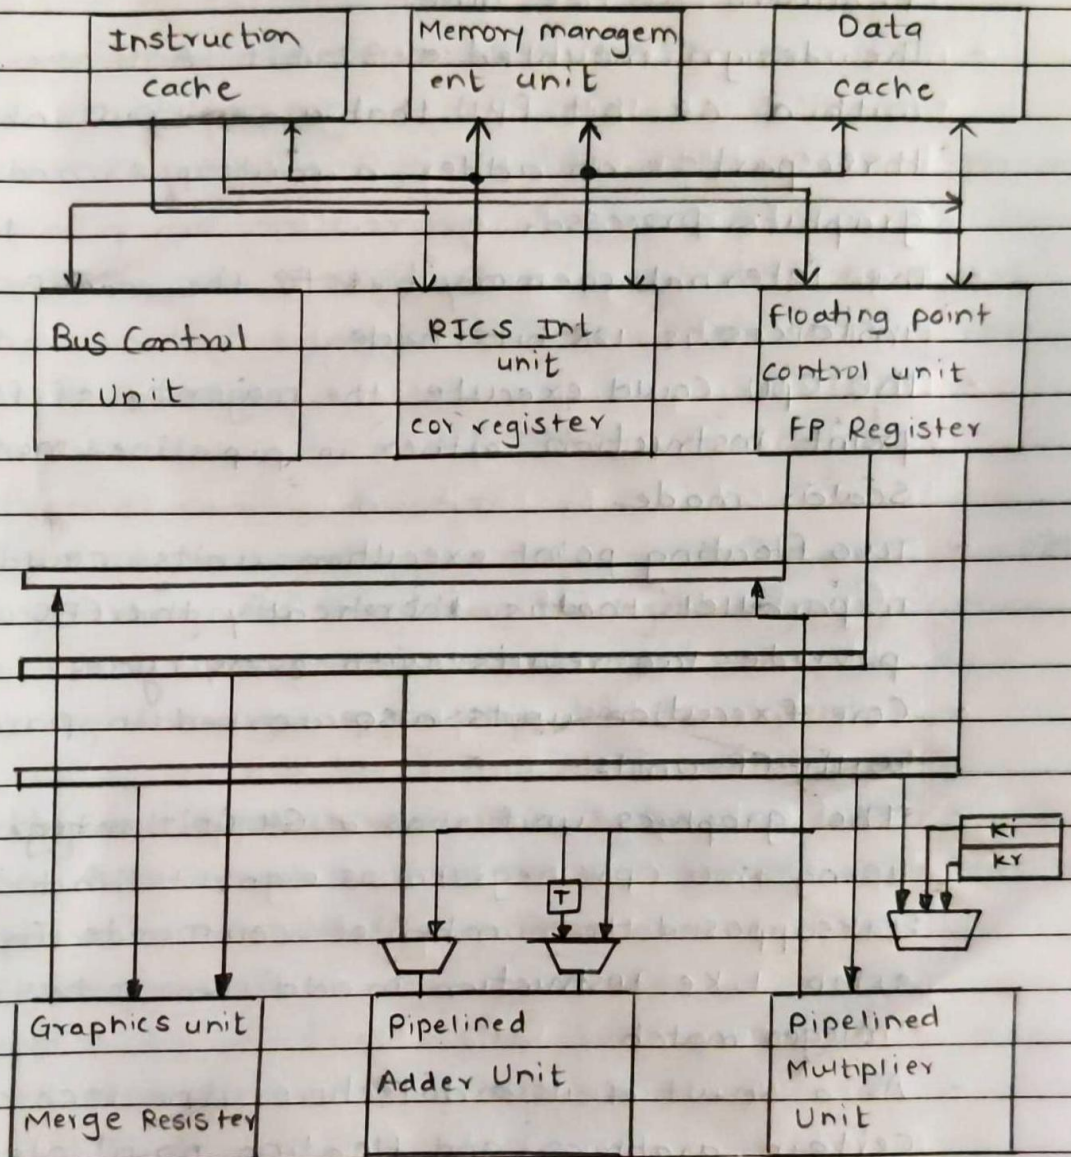 Instruction
cache
Memory managem
ent unit
Data
cache
Bus Control
Unit
RICS Int
unit
cor register
Floating point
control unit
FP Register
Ki
Kr
T
Graphics unit
Merge Resister
Pipelined
Adder Unit
Pipelined
Multiplier
Unit